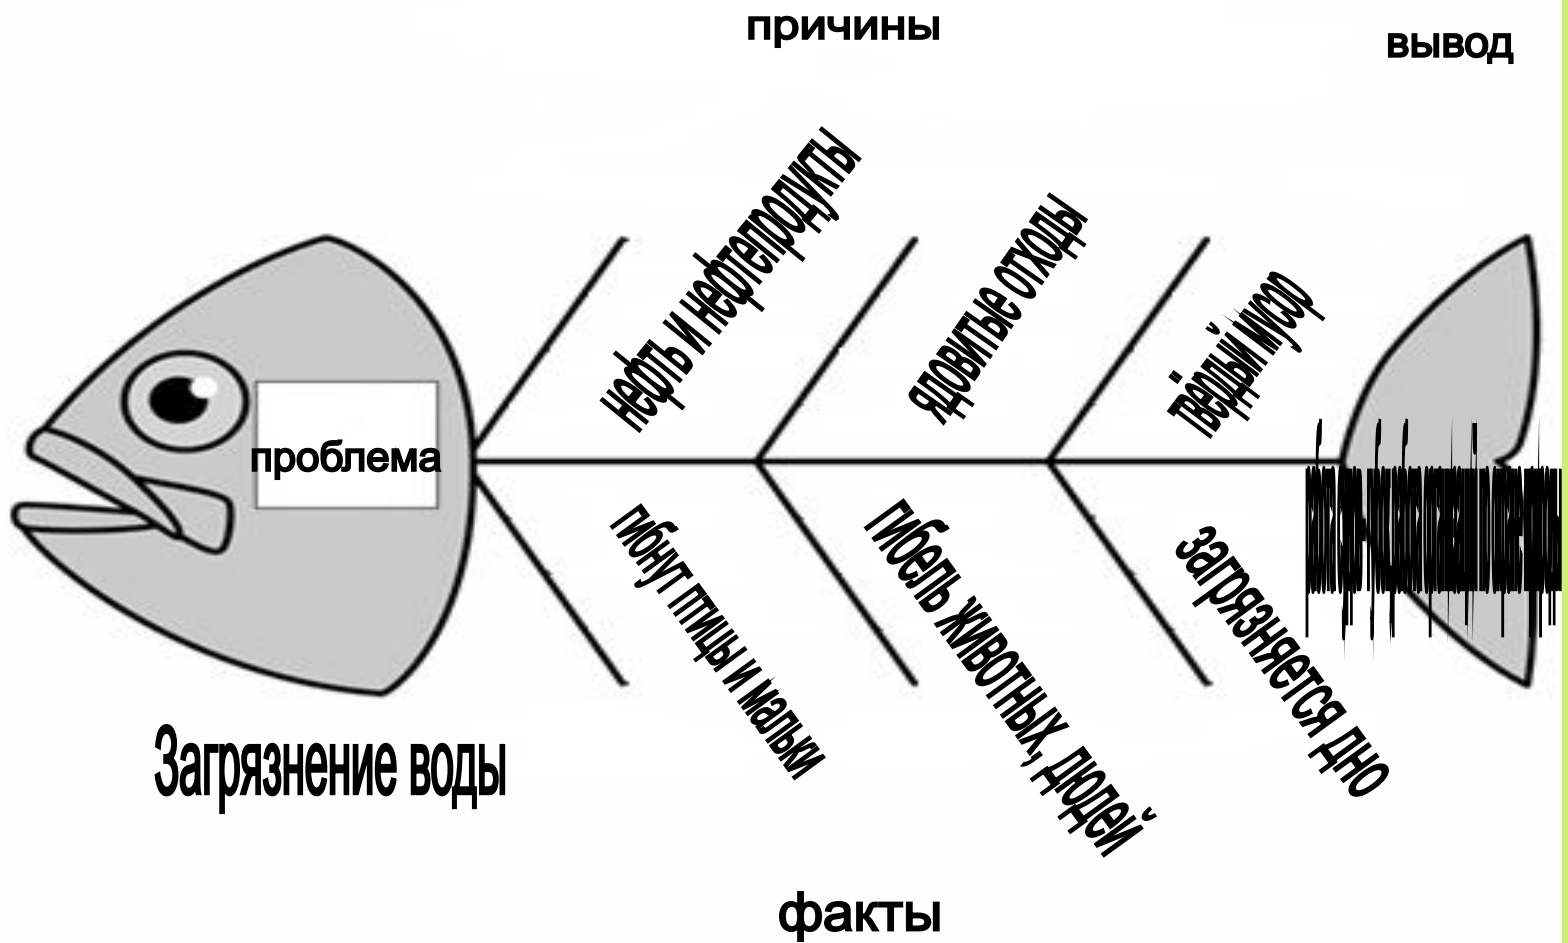 причины
вывод
нефть и нефтепродукты
ядовитые отходы
твёрдый мусор
проблема
гибнут птицы и мальки
гибель животных, дюдей
загрязняется дно
Загрязнение воды
факты